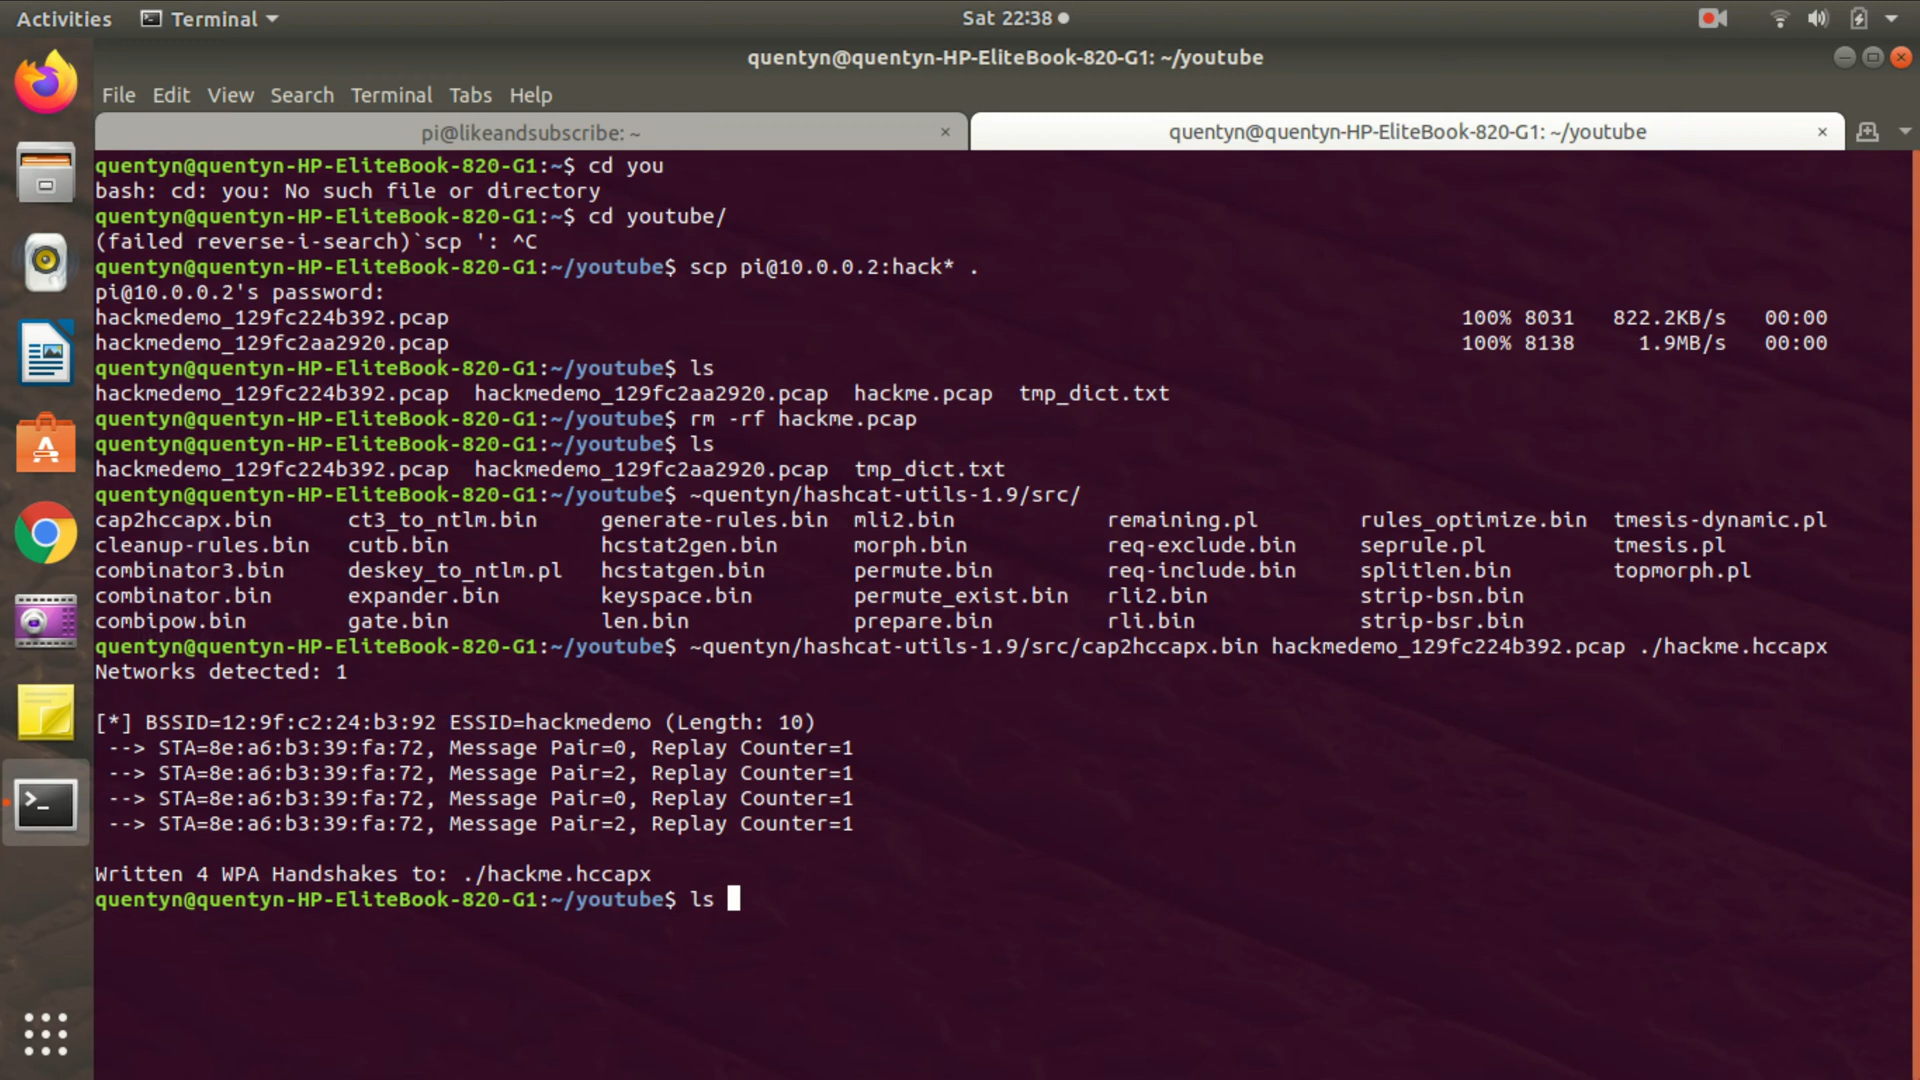 Activities Terminal Sat 22:38
quentyn@quentyn-HP-EliteBook-820-G1: ~/youtube
File Edit View Search Terminal Tabs Help
pi@likeandsubscribe: ~ × quentyn@quentyn-HP-EliteBook-820-G1: ~/youtube ×
quentyn@quentyn-HP-EliteBook-820-G1:~$ cd you
bash: cd: you: No such file or directory
quentyn@quentyn-HP-EliteBook-820-G1:~$ cd youtube/
(failed reverse-i-search)`scp ': ^C
quentyn@quentyn-HP-EliteBook-820-G1:~/youtube$ scp pi@10.0.0.2:hack* .
pi@10.0.0.2's password:
hackmedemo_129fc224b392.pcap 100% 8031 822.2KB/s 00:00
hackmedemo_129fc2aa2920.pcap 100% 8138 1.9MB/s 00:00
quentyn@quentyn-HP-EliteBook-820-G1:~/youtube$ ls
hackmedemo_129fc224b392.pcap hackmedemo_129fc2aa2920.pcap hackme.pcap tmp_dict.txt
quentyn@quentyn-HP-EliteBook-820-G1:~/youtube$ rm -rf hackme.pcap
quentyn@quentyn-HP-EliteBook-820-G1:~/youtube$ ls
hackmedemo_129fc224b392.pcap hackmedemo_129fc2aa2920.pcap tmp_dict.txt
quentyn@quentyn-HP-EliteBook-820-G1:~/youtube$ ~quentyn/hashcat-utils-1.9/src/
cap2hccapx.bin ct3_to_ntlm.bin generate-rules.bin mli2.bin remaining.pl rules_optimize.bin tmesis-dynamic.pl
cleanup-rules.bin cutb.bin hcstat2gen.bin morph.bin req-exclude.bin seprule.pl tmesis.pl
combinator3.bin deskey_to_ntlm.pl hcstatgen.bin permute.bin req-include.bin splitlen.bin topmorph.pl
combinator.bin expander.bin keyspace.bin permute_exist.bin rli2.bin strip-bsn.bin
combipow.bin gate.bin len.bin prepare.bin rli.bin strip-bsr.bin
quentyn@quentyn-HP-EliteBook-820-G1:~/youtube$ ~quentyn/hashcat-utils-1.9/src/cap2hccapx.bin hackmedemo_129fc224b392.pcap ./hackme.hccapx
Networks detected: 1
[*] BSSID=12:9f:c2:24:b3:92 ESSID=hackmedemo (Length: 10)
--> STA=8e:a6:b3:39:fa:72, Message Pair=0, Replay Counter=1
--> STA=8e:a6:b3:39:fa:72, Message Pair=2, Replay Counter=1
--> STA=8e:a6:b3:39:fa:72, Message Pair=0, Replay Counter=1
--> STA=8e:a6:b3:39:fa:72, Message Pair=2, Replay Counter=1
Written 4 WPA Handshakes to: ./hackme.hccapx
quentyn@quentyn-HP-EliteBook-820-G1:~/youtube$ ls